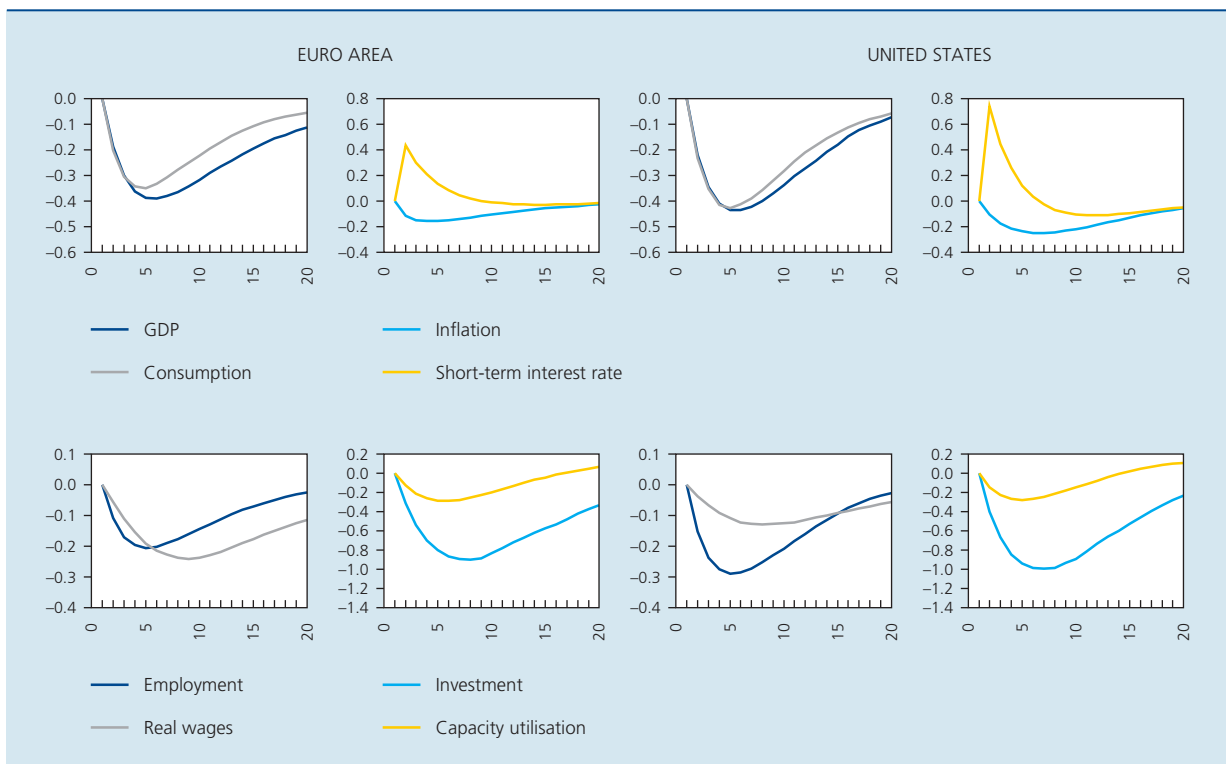 EURO AREA UNITED STATES
0.0 0.8 0.0 0.8
–0.1 0.6 –0.1 0.6
–0.2 0.4 –0.2 0.4
–0.3 0.2 –0.3 0.2
–0.4 0.0 –0.4 0.0
–0.5 –0.2 –0.5 –0.2
–0.6 –0.4 –0.6 –0.4
0 5 10 15 20 0 5 10 15 20 0 5 10 15 20 0 5 10 15 20
GDP Inflation
Consumption Short-term interest rate
0.1 0.2 0.1 0.2
0.0 0.0 0.0 0.0
–0.2 –0.2
–0.1 –0.4 –0.1 –0.4
–0.6 –0.6
–0.2 –0.8 –0.2 –0.8
–0.3 –1.0 –0.3 –1.0
–1.2 –1.2
–0.4 –1.4 –0.4 –1.4
0 5 10 15 20 0 5 10 15 20 0 5 10 15 20 0 5 10 15 20
Employment Investment
Real wages Capacity utilisation